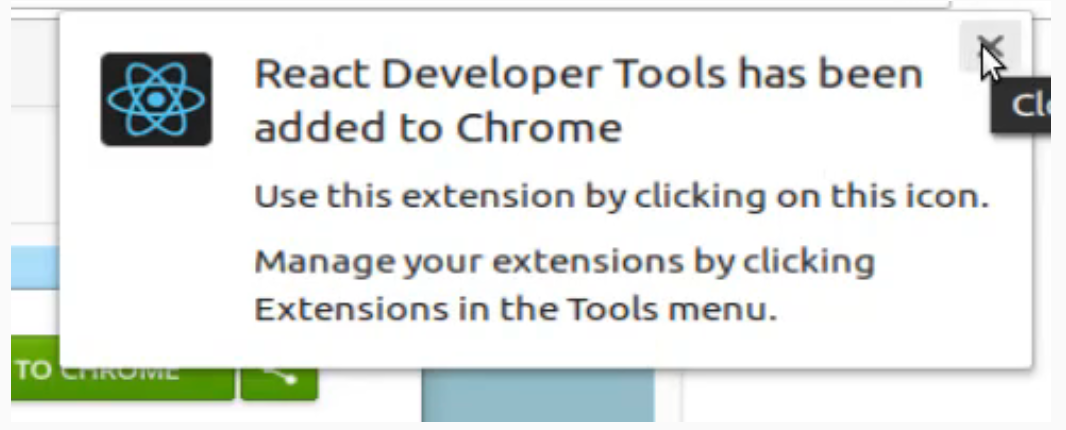 React Developer Tools has been
added to Chrome
Use this extension by clicking on this icon.
Manage your extensions by clicking
Extensions in the Tools menu.
TO CHROME